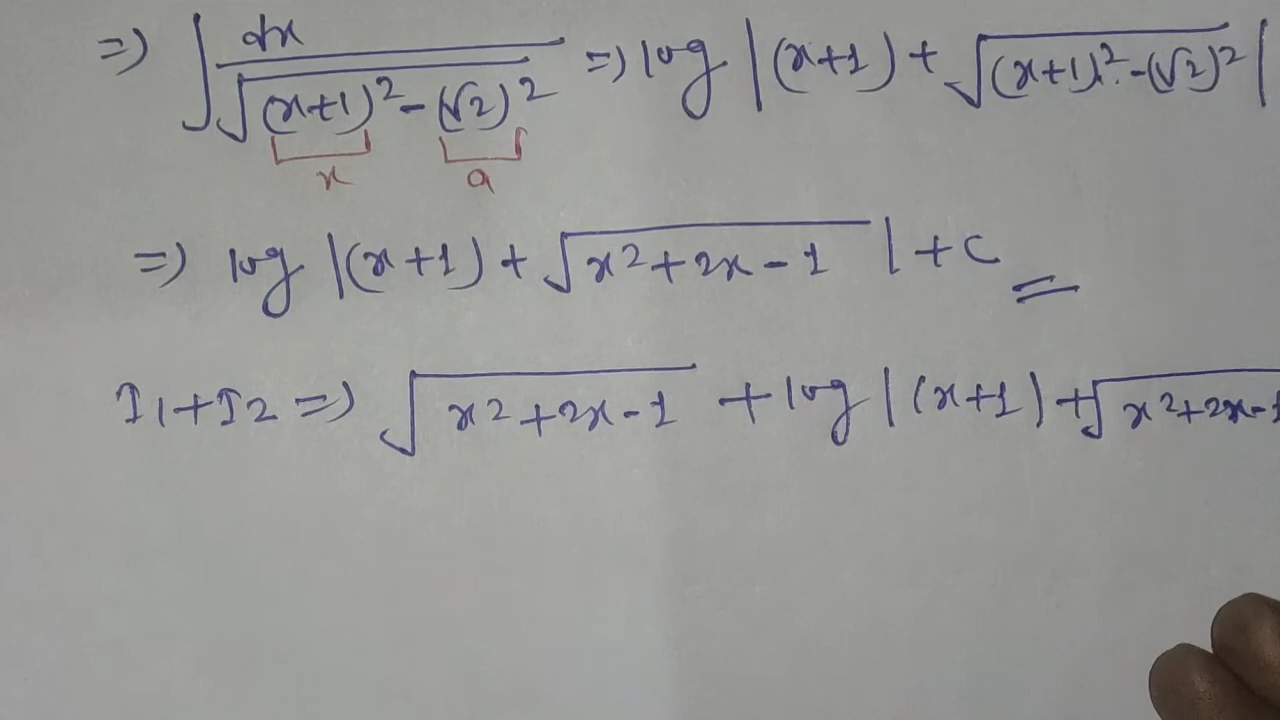 => ∫ dx / √((x+1)² - (√2)²) => log |(x+1) + √((x+1)² - (√2)²)|
x a
=> log |(x+1) + √(x²+2x-1)| + c
I1+I2 => √(x²+2x-1) + log |(x+1) + √(x²+2x-1